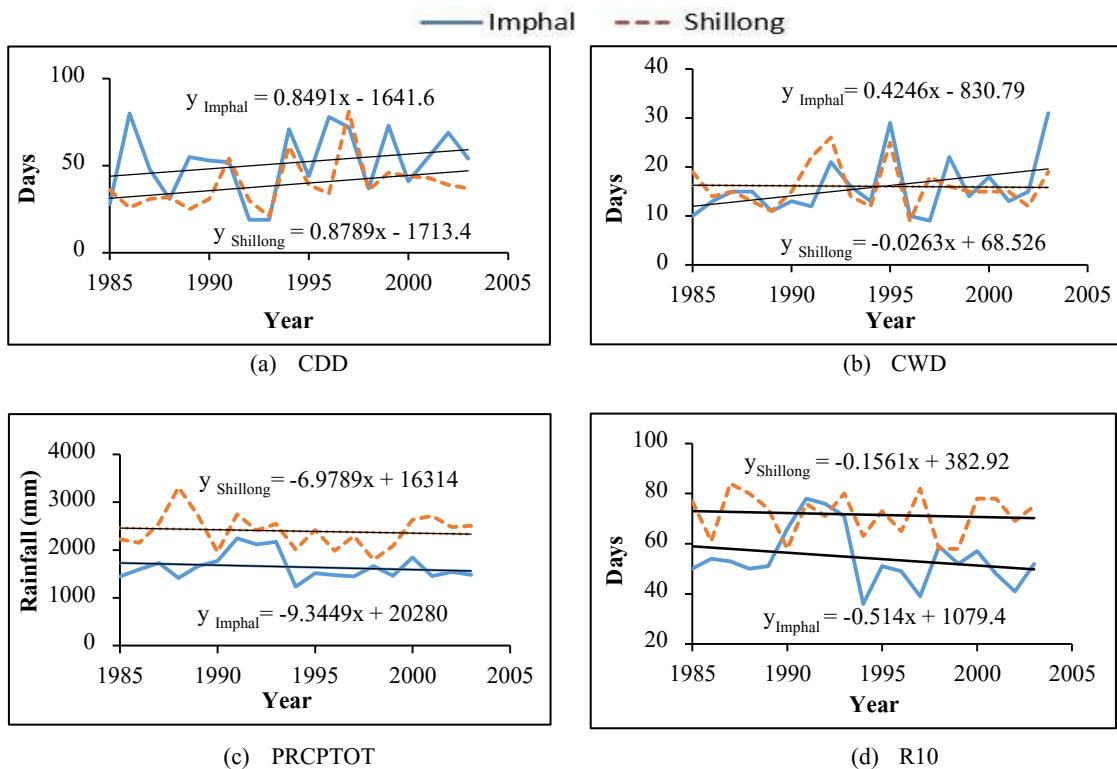 Imphal Shillong
100
50
0
Days
y Imphal = 0.8491x - 1641.6
y Shillong = 0.8789x - 1713.4
1985 1990 1995 2000 2005
Year
(a) CDD
40
30
20
10
0
Days
y Imphal= 0.4246x - 830.79
y Shillong = -0.0263x + 68.526
1985 1990 1995 2000 2005
Year
(b) CWD
4000
3000
2000
1000
0
Rainfall (mm)
y Shillong = -6.9789x + 16314
y Imphal = -9.3449x + 20280
1985 1990 1995 2000 2005
Year
(c) PRCPTOT
100
80
60
40
20
Days
yShillong = -0.1561x + 382.92
yImphal = -0.514x + 1079.4
1985 1990 1995 2000 2005
Year
(d) R10